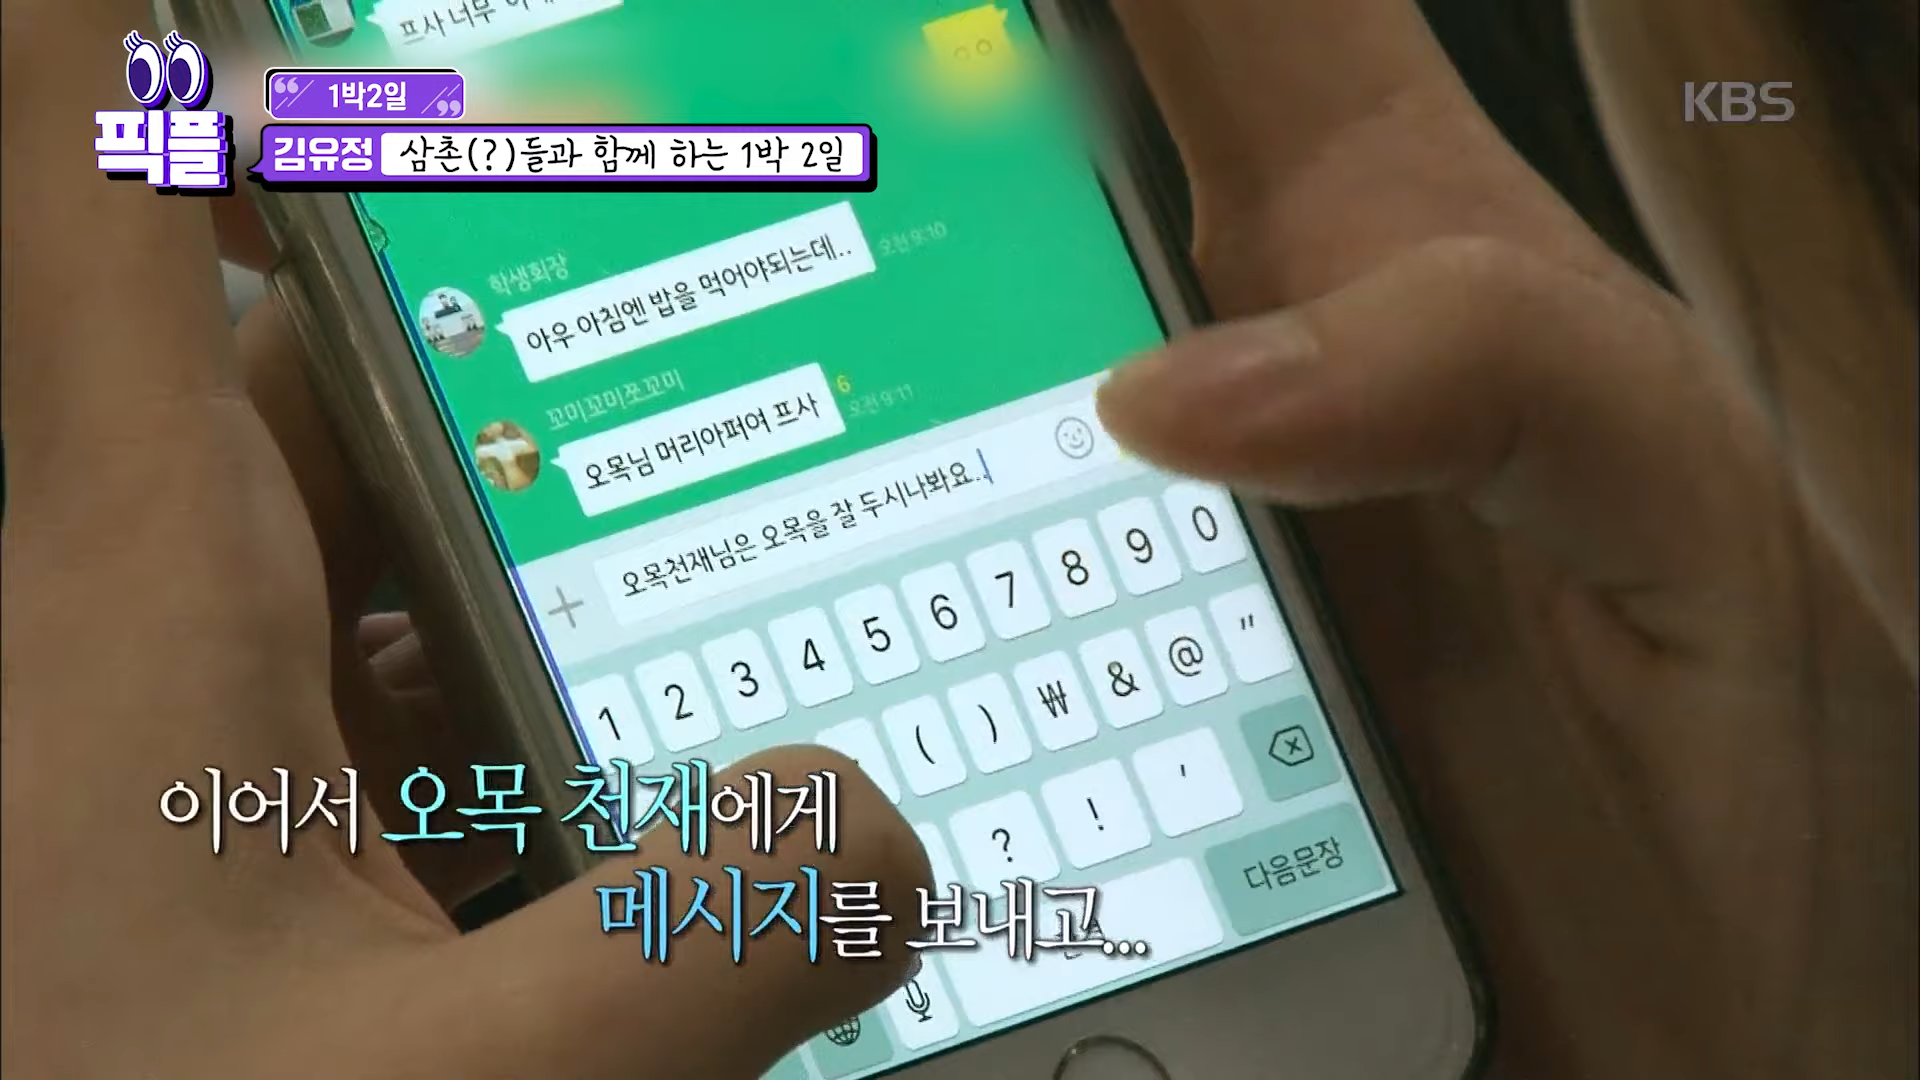 프사 너무
픽플
1박2일
김유정 삼촌(?)들과 함께 하는 1박 2일
KBS
학생회장
아우 아침엔 밥을 먹어야되는데..
오전 9:10
꼬미꼬미쪼꼬미
오목님 머리아퍼여 프사
6
오전 9:11
오목천재님은 오목을 잘 두시나봐요..
1 2 3 4 5 6 7 8 9 0
( ) ₩ & @ "
? ! '
다음문장
이어서 오목 천재에게
메시지를 보내고...